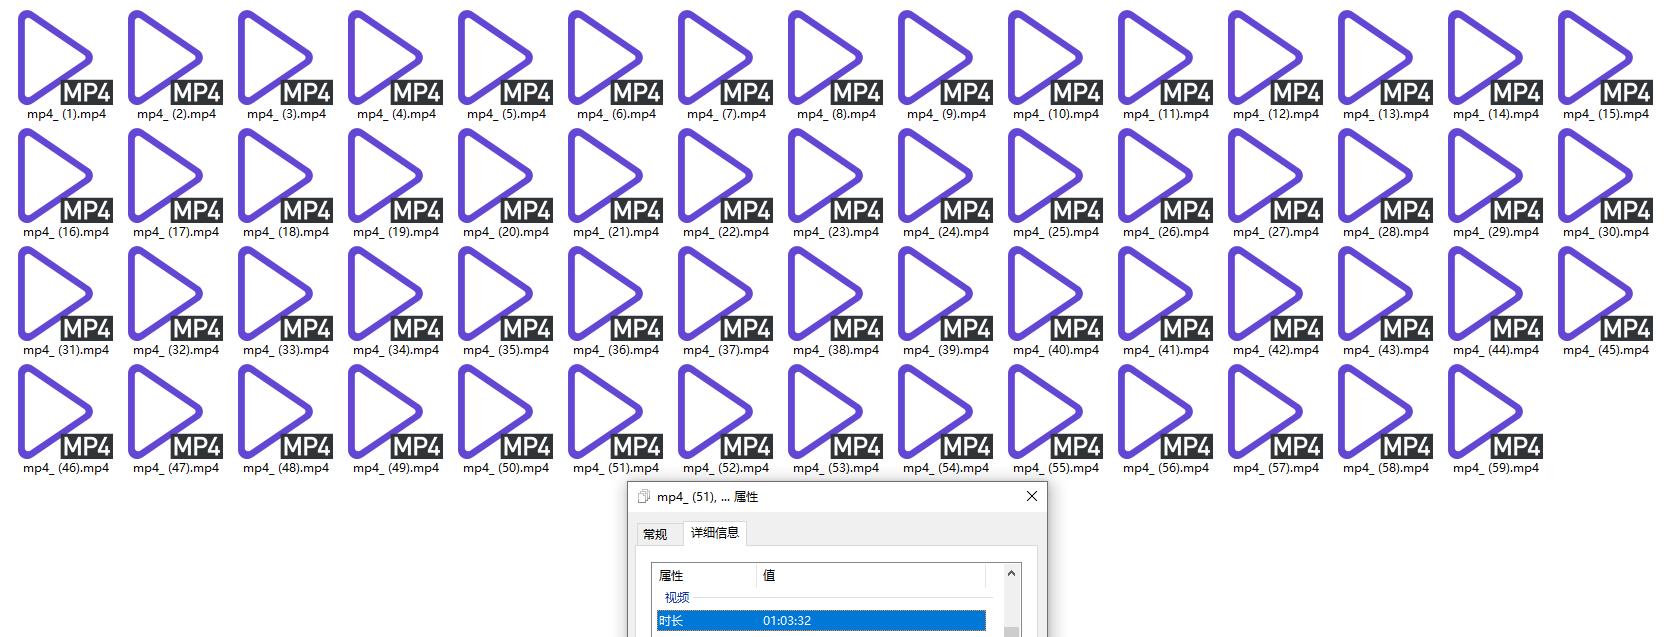 MP4 MP4 MP4 MP4 MP4 MP4 MP4 MP4 MP4 MP4 MP4 MP4 MP4 MP4 MP4
mp4_ (1).mp4 mp4_ (2).mp4 mp4_ (3).mp4 mp4_ (4).mp4 mp4_ (5).mp4 mp4_ (6).mp4 mp4_ (7).mp4 mp4_ (8).mp4 mp4_ (9).mp4 mp4_ (10).mp4 mp4_ (11).mp4 mp4_ (12).mp4 mp4_ (13).mp4 mp4_ (14).mp4 mp4_ (15).mp4
MP4 MP4 MP4 MP4 MP4 MP4 MP4 MP4 MP4 MP4 MP4 MP4 MP4 MP4 MP4
mp4_ (16).mp4 mp4_ (17).mp4 mp4_ (18).mp4 mp4_ (19).mp4 mp4_ (20).mp4 mp4_ (21).mp4 mp4_ (22).mp4 mp4_ (23).mp4 mp4_ (24).mp4 mp4_ (25).mp4 mp4_ (26).mp4 mp4_ (27).mp4 mp4_ (28).mp4 mp4_ (29).mp4 mp4_ (30).mp4
MP4 MP4 MP4 MP4 MP4 MP4 MP4 MP4 MP4 MP4 MP4 MP4 MP4 MP4 MP4
mp4_ (31).mp4 mp4_ (32).mp4 mp4_ (33).mp4 mp4_ (34).mp4 mp4_ (35).mp4 mp4_ (36).mp4 mp4_ (37).mp4 mp4_ (38).mp4 mp4_ (39).mp4 mp4_ (40).mp4 mp4_ (41).mp4 mp4_ (42).mp4 mp4_ (43).mp4 mp4_ (44).mp4 mp4_ (45).mp4
MP4 MP4 MP4 MP4 MP4 MP4 MP4 MP4 MP4 MP4 MP4 MP4 MP4 MP4
mp4_ (46).mp4 mp4_ (47).mp4 mp4_ (48).mp4 mp4_ (49).mp4 mp4_ (50).mp4 mp4_ (51).mp4 mp4_ (52).mp4 mp4_ (53).mp4 mp4_ (54).mp4 mp4_ (55).mp4 mp4_ (56).mp4 mp4_ (57).mp4 mp4_ (58).mp4 mp4_ (59).mp4
mp4_ (51), ... 属性
常规 详细信息
属性 值
视频
时长 01:03:32